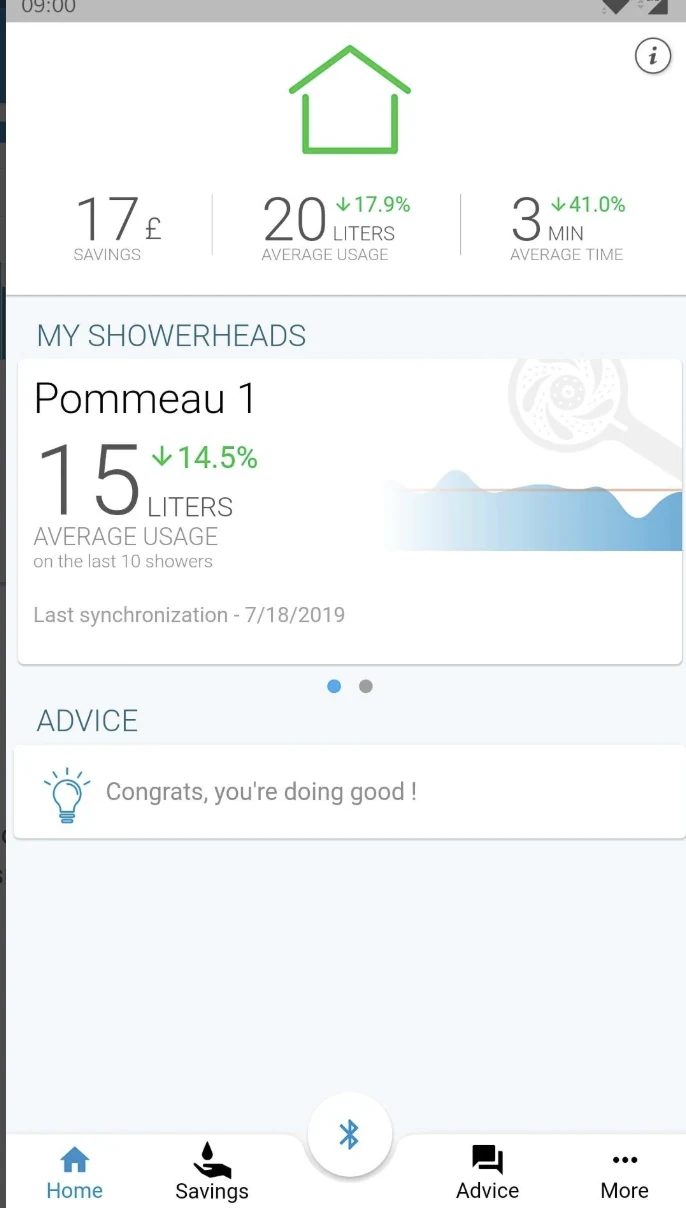 09:00
i
17 £
SAVINGS
20 17.9%
LITERS
AVERAGE USAGE
3 41.0%
MIN
AVERAGE TIME
MY SHOWERHEADS
Pommeau 1
15 14.5%
LITERS
AVERAGE USAGE
on the last 10 showers
Last synchronization - 7/18/2019
ADVICE
Congrats, you're doing good !
Home
Savings
Advice
More